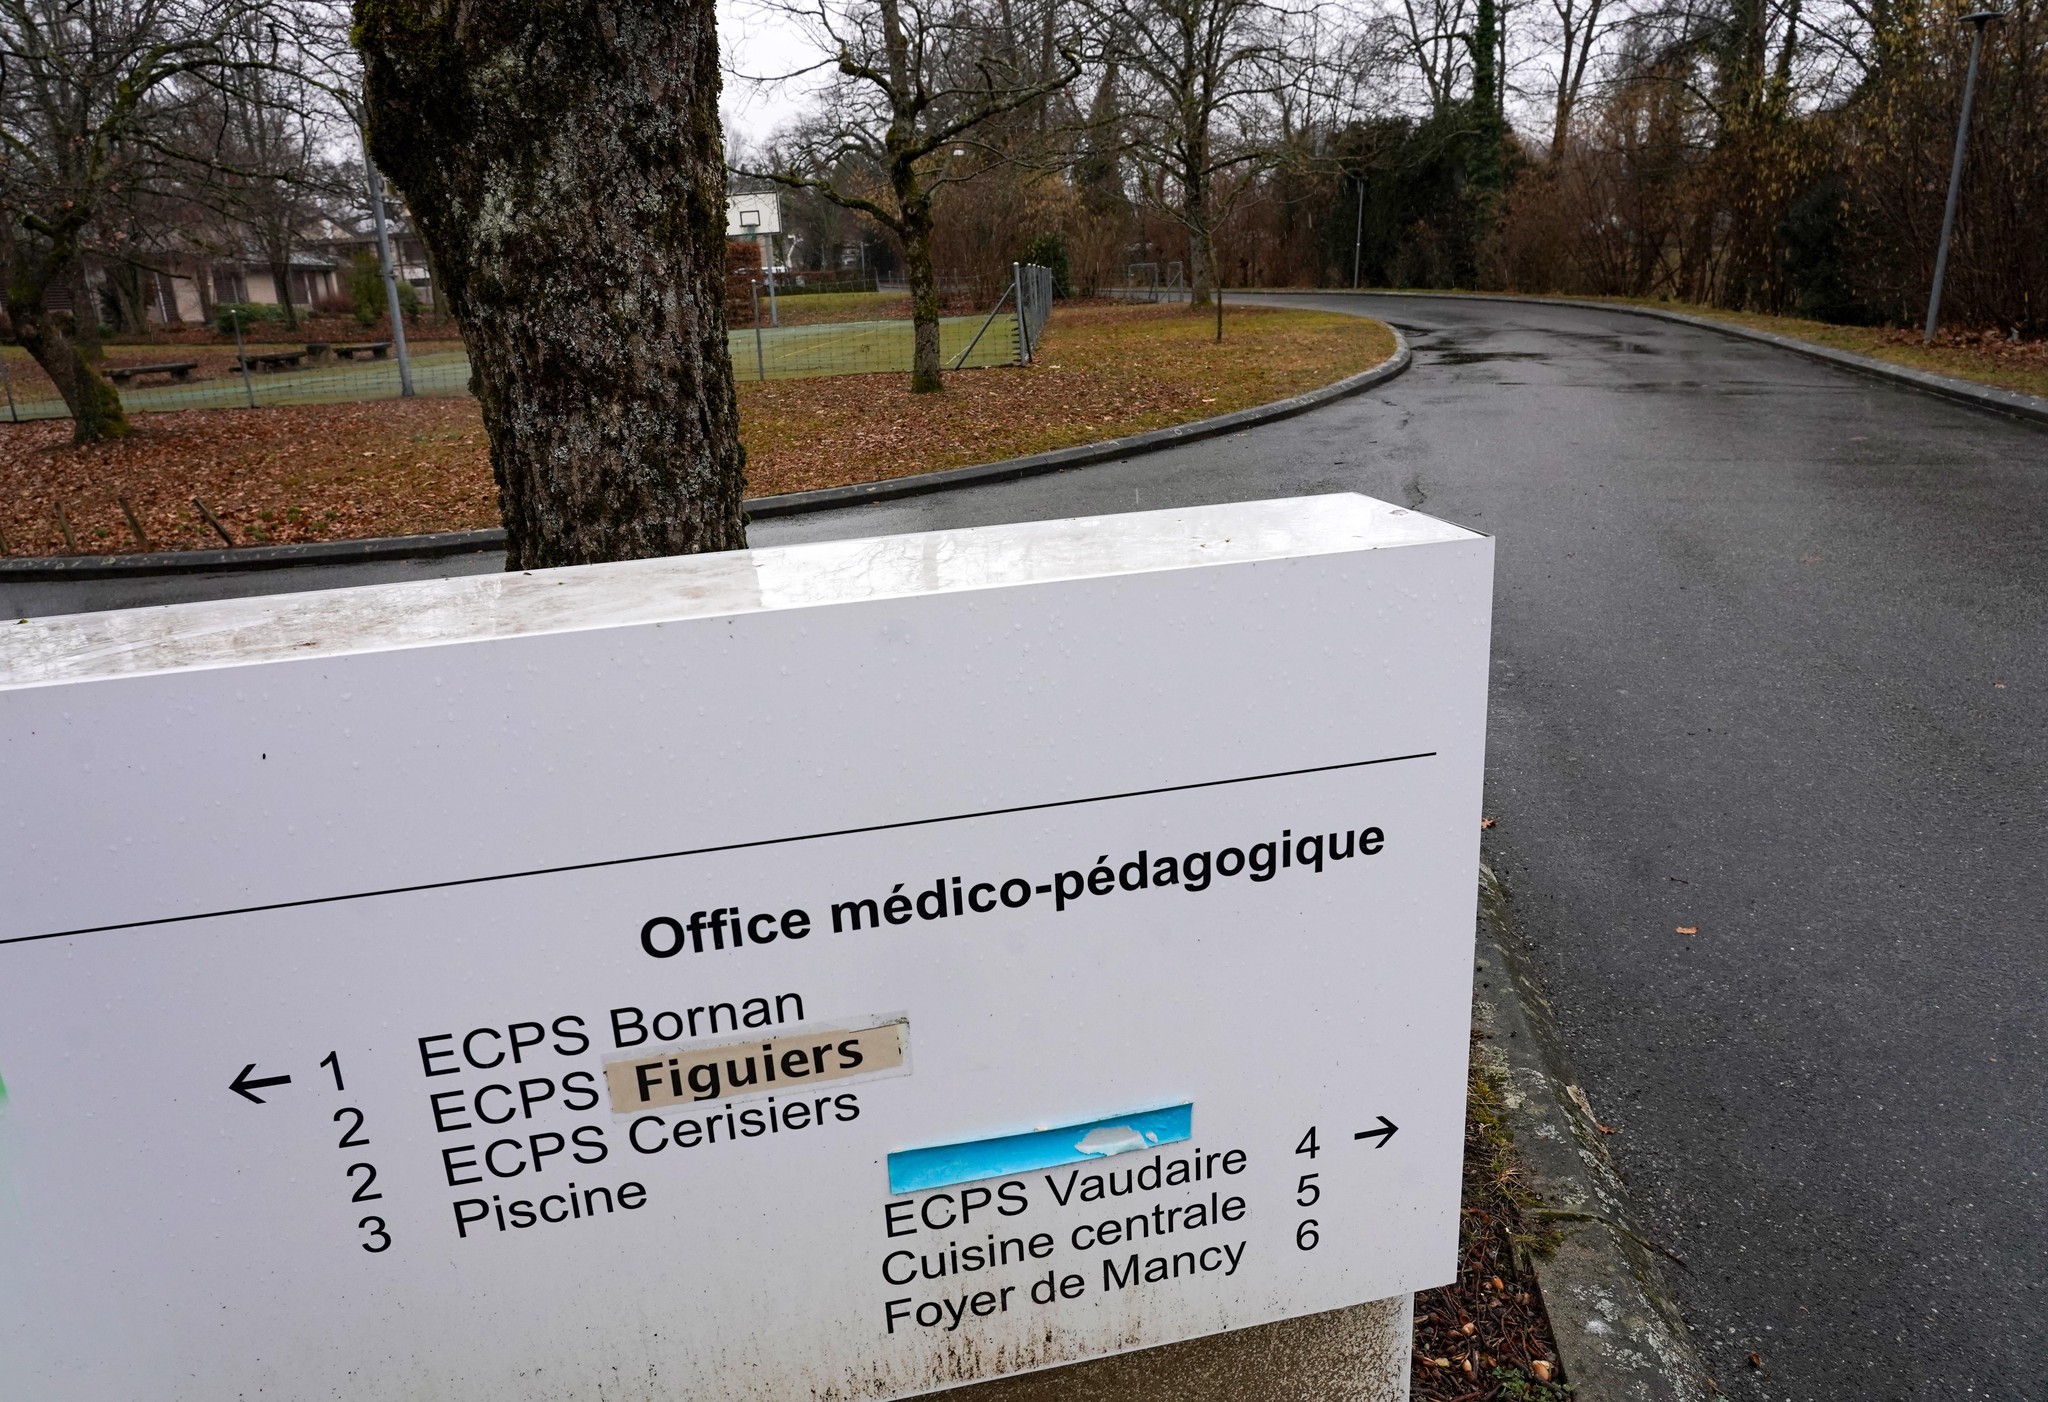 Office médico-pédagogique
← 1 ECPS Bornan
2 ECPS Figuiers
2 ECPS Cerisiers
3 Piscine
ECPS Vaudaire 4 →
Cuisine centrale 5
Foyer de Mancy 6